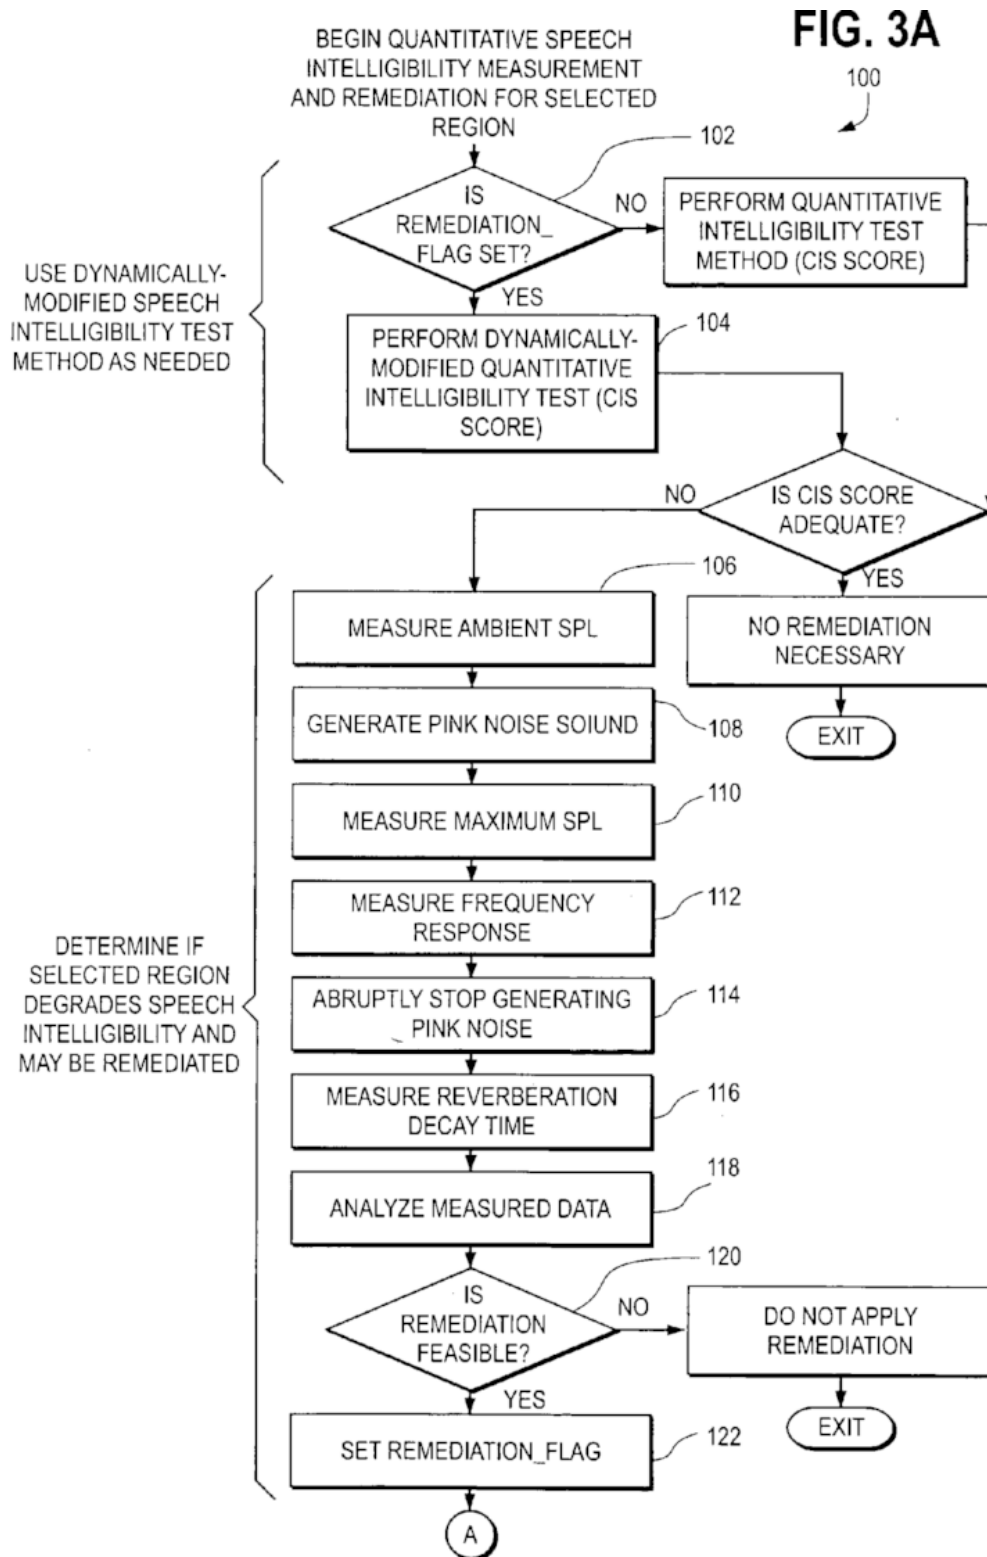 FIG. 3A
BEGIN QUANTITATIVE SPEECH
INTELLIGIBILITY MEASUREMENT
AND REMEDIATION FOR SELECTED
REGION
100
102
IS
REMEDIATION_
FLAG SET?
NO
PERFORM QUANTITATIVE
INTELLIGIBILITY TEST
METHOD (CIS SCORE)
USE DYNAMICALLY-
MODIFIED SPEECH
INTELLIGIBILITY TEST
METHOD AS NEEDED
YES
104
PERFORM DYNAMICALLY-
MODIFIED QUANTITATIVE
INTELLIGIBILITY TEST (CIS
SCORE)
IS CIS SCORE
ADEQUATE?
NO
YES
106
MEASURE AMBIENT SPL
NO REMEDIATION
NECESSARY
EXIT
GENERATE PINK NOISE SOIUND
108
MEASURE MAXIMUM SPL
110
MEASURE FREQUENCY
RESPONSE
112
DETERMINE IF
SELECTED REGION
DEGRADES SPEECH
INTELLIGIBILITY AND
MAY BE REMEDIATED
ABRUPTLY STOP GENERATING
PINK NOISE
114
MEASURE REVERBERATION
DECAY TIME
116
ANALYZE MEASURED DATA
118
120
IS
REMEDIATION
FEASIBLE?
NO
DO NOT APPLY
REMEDIATION
EXIT
YES
SET REMEDIATION_FLAG
122
A